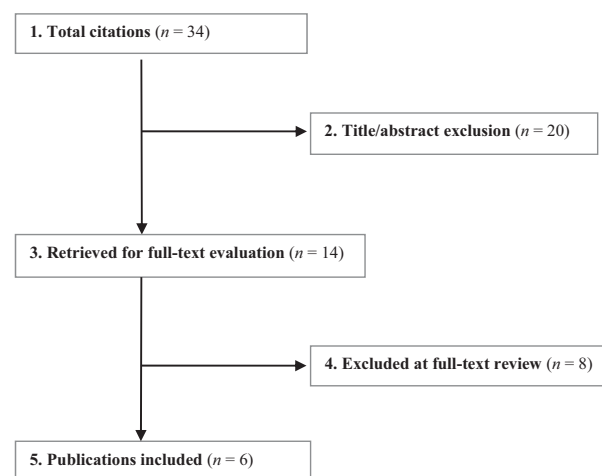 1. Total citations (n = 34)
2. Title/abstract exclusion (n = 20)
3. Retrieved for full-text evaluation (n = 14)
4. Excluded at full-text review (n = 8)
5. Publications included (n = 6)